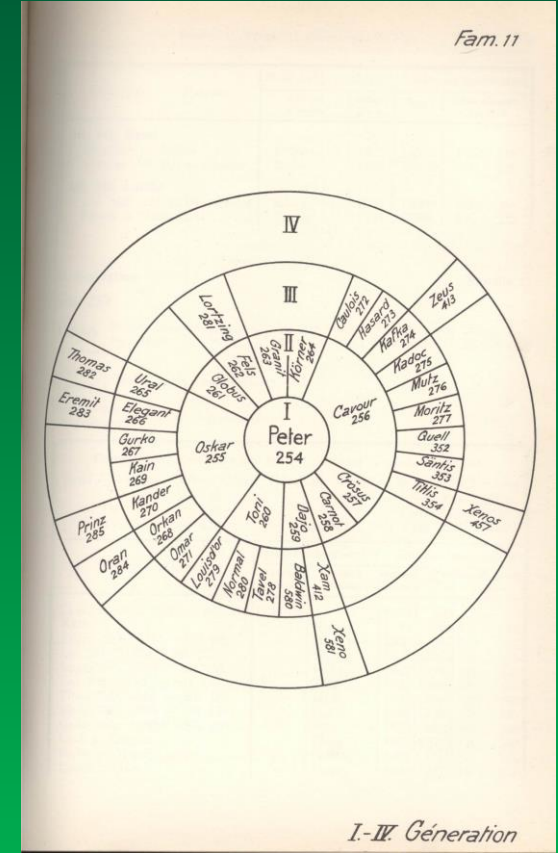 Fam. 11
IV
III
II
I
Peter
254
Oskar
255
Globus
261
Fels
262
Granit
263
Körner
264
Cavour
256
Crösus
257
Carnot
258
Dajo
259
Toni
260
Lortzing
281
Caulois
272
Hasard
273
Kafka
274
Kadoc
275
Mutz
276
Moritz
277
Quell
352
Säntis
353
Titlis
354
Xam
412
Baldwin
580
Tavel
278
Normal
280
Louisdor
279
Omar
271
Orkan
268
Kander
270
Kain
269
Gurko
267
Elegant
266
Ural
265
Zeus
413
Xenos
457
Xeno
581
Oran
284
Prinz
285
Eremit
283
Thomas
282
I.-IV. Géneration